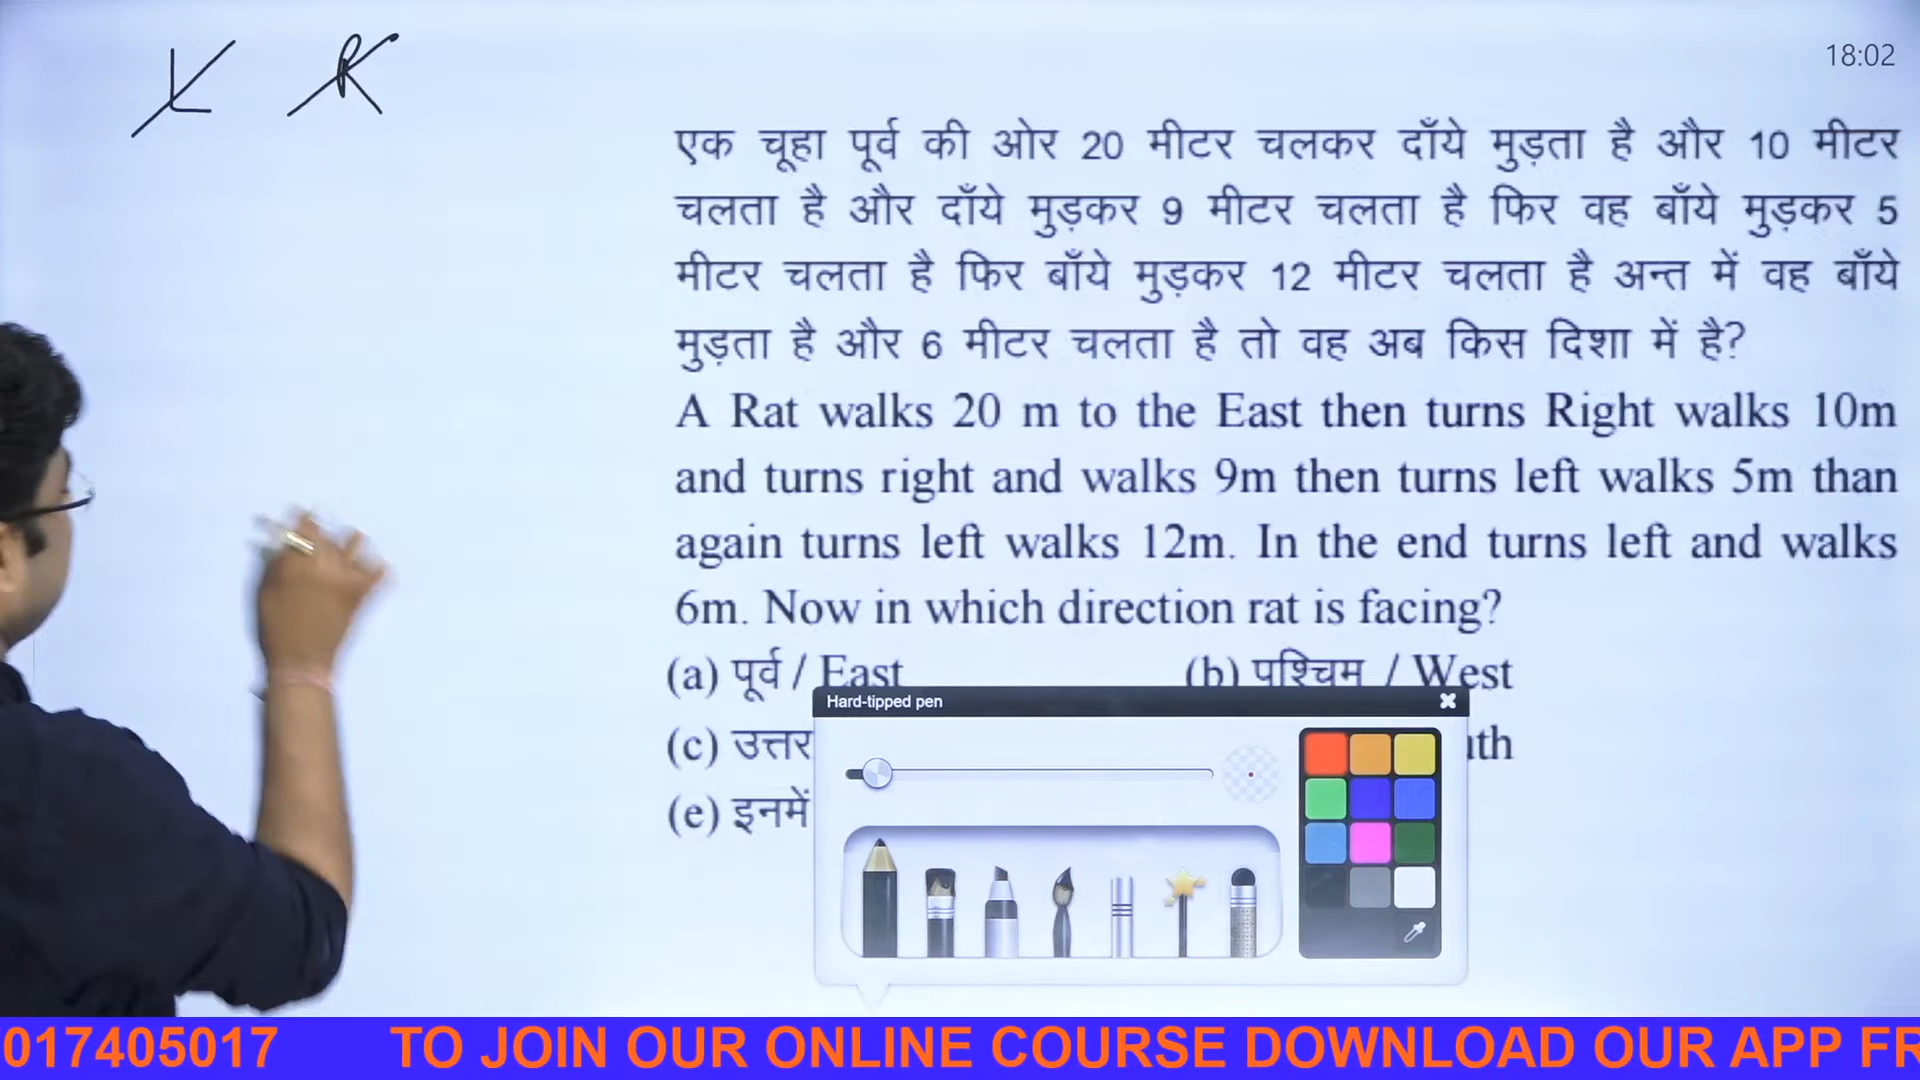 L R
18:02
एक चूहा पूर्व की ओर 20 मीटर चलकर दाँये मुड़ता है और 10 मीटर
चलता है और दाँये मुड़कर 9 मीटर चलता है फिर वह बाँये मुड़कर 5
मीटर चलता है फिर बाँये मुड़कर 12 मीटर चलता है अन्त में वह बाँये
मुड़ता है और 6 मीटर चलता है तो वह अब किस दिशा में है?
A Rat walks 20 m to the East then turns Right walks 10m
and turns right and walks 9m then turns left walks 5m than
again turns left walks 12m. In the end turns left and walks
6m. Now in which direction rat is facing?
(a) पूर्व / East (b) पश्चिम / West
Hard-tipped pen
(c) उत्तर
(e) इनमें
017405017 TO JOIN OUR ONLINE COURSE DOWNLOAD OUR APP FR